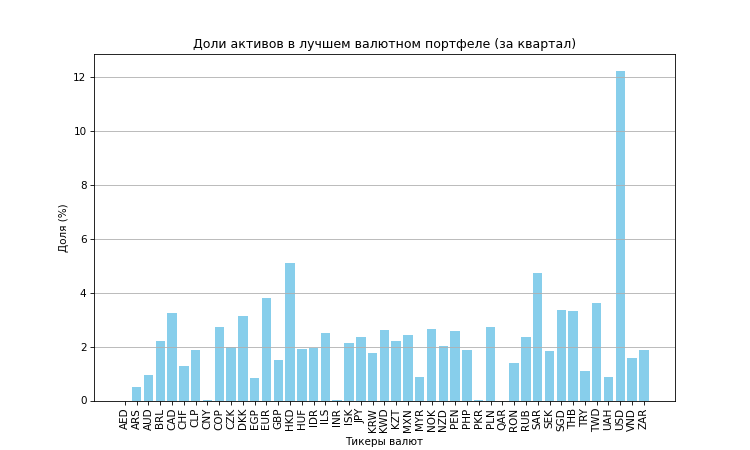 Доли активов в лучшем валютном портфеле (за квартал)
Доля (%)
12
10
8
6
4
2
0
AED ARS AUD BRL CAD CHF CLP CNY COP CZK DKK EGP EUR GBP HKD HUF IDR ILS INR ISK JPY KRW KWD KZT MXN MYR NOK NZD PEN PHP PKR PLN QAR RON RUB SAR SEK SGD THB TRY TWD UAH USD VND ZAR
Тикеры валют